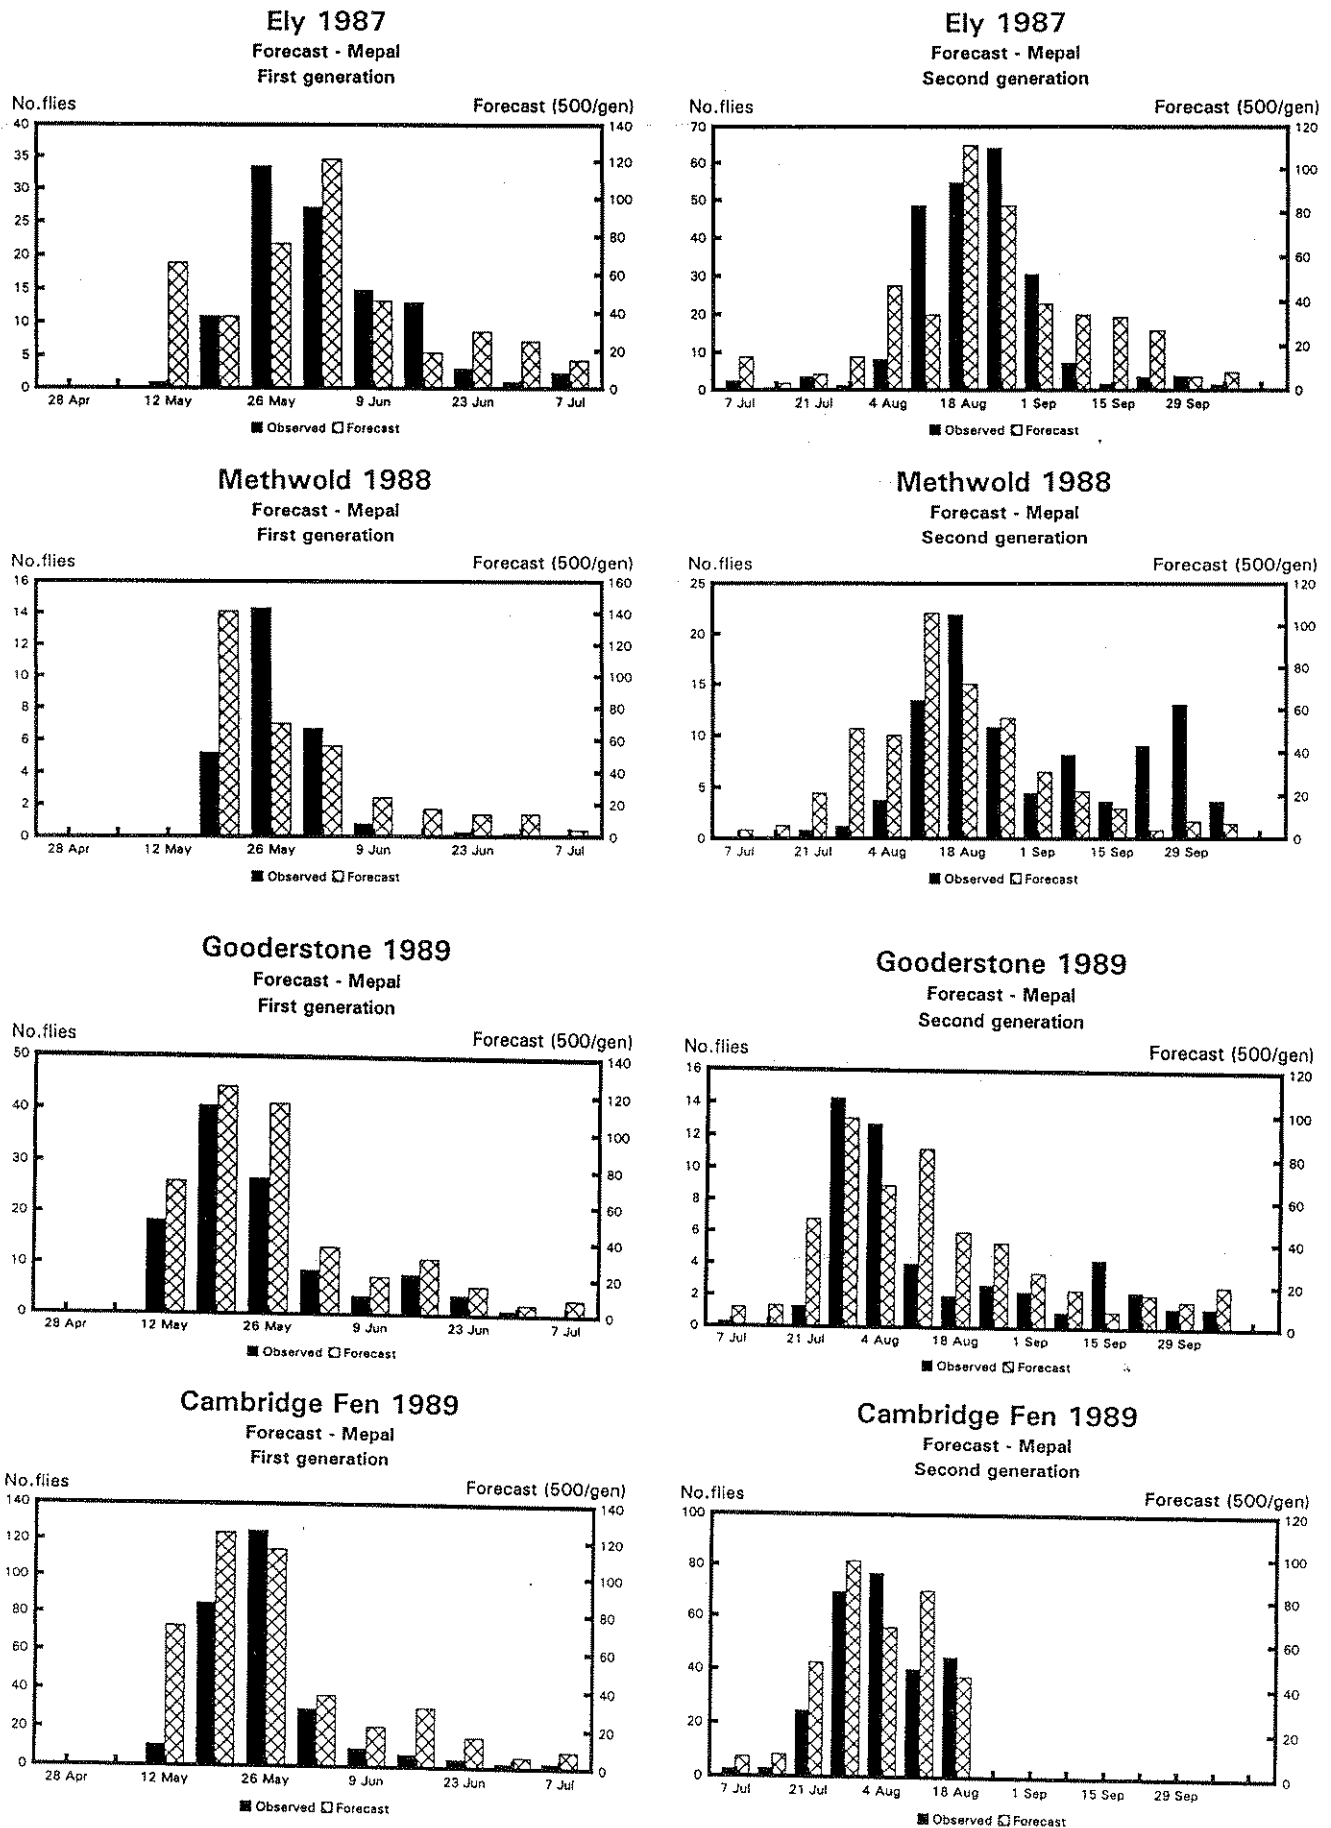 Ely 1987
Forecast - Mepal
First generation
No.flies
Forecast (500/gen)
40
35
30
25
20
15
10
5
0
140
120
100
80
60
40
20
0
28 Apr 12 May 26 May 9 Jun 23 Jun 7 Jul
Observed Forecast
Ely 1987
Forecast - Mepal
Second generation
No.flies
Forecast (500/gen)
70
60
50
40
30
20
10
0
120
100
80
60
40
20
0
7 Jul 21 Jul 4 Aug 18 Aug 1 Sep 15 Sep 29 Sep
Observed Forecast
Methwold 1988
Forecast - Mepal
First generation
No.flies
Forecast (500/gen)
16
14
12
10
8
6
4
2
0
160
140
120
100
80
60
40
20
0
28 Apr 12 May 26 May 9 Jun 23 Jun 7 Jul
Observed Forecast
Methwold 1988
Forecast - Mepal
Second generation
No.flies
Forecast (500/gen)
25
20
15
10
5
0
120
100
80
60
40
20
0
7 Jul 21 Jul 4 Aug 18 Aug 1 Sep 15 Sep 29 Sep
Observed Forecast
Gooderstone 1989
Forecast - Mepal
First generation
No.flies
Forecast (500/gen)
50
40
30
20
10
0
140
120
100
80
60
40
20
0
28 Apr 12 May 26 May 9 Jun 23 Jun 7 Jul
Observed Forecast
Gooderstone 1989
Forecast - Mepal
Second generation
No.flies
Forecast (500/gen)
16
14
12
10
8
6
4
2
0
120
100
80
60
40
20
0
7 Jul 21 Jul 4 Aug 18 Aug 1 Sep 15 Sep 29 Sep
Observed Forecast
Cambridge Fen 1989
Forecast - Mepal
First generation
No.flies
Forecast (500/gen)
140
120
100
80
60
40
20
0
140
120
100
80
60
40
20
0
28 Apr 12 May 26 May 9 Jun 23 Jun 7 Jul
Observed Forecast
Cambridge Fen 1989
Forecast - Mepal
Second generation
No.flies
Forecast (500/gen)
100
80
60
40
20
0
120
100
80
60
40
20
0
7 Jul 21 Jul 4 Aug 18 Aug 1 Sep 15 Sep 29 Sep
Observed Forecast